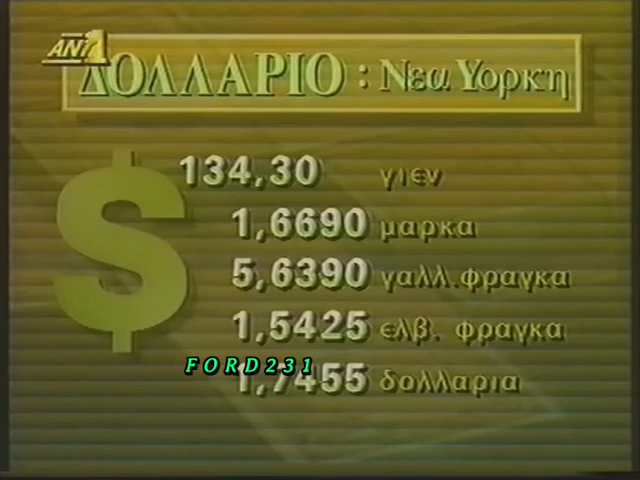 ΑΝΤ1
ΔΟΛΛΑΡΙΟ : Νεα Υορκη
134,30 γιεν
1,6690 μαρκα
5,6390 γαλλ.φραγκα
1,5425 ελβ. φραγκα
FORD231
1,7455 δολλαρια
$